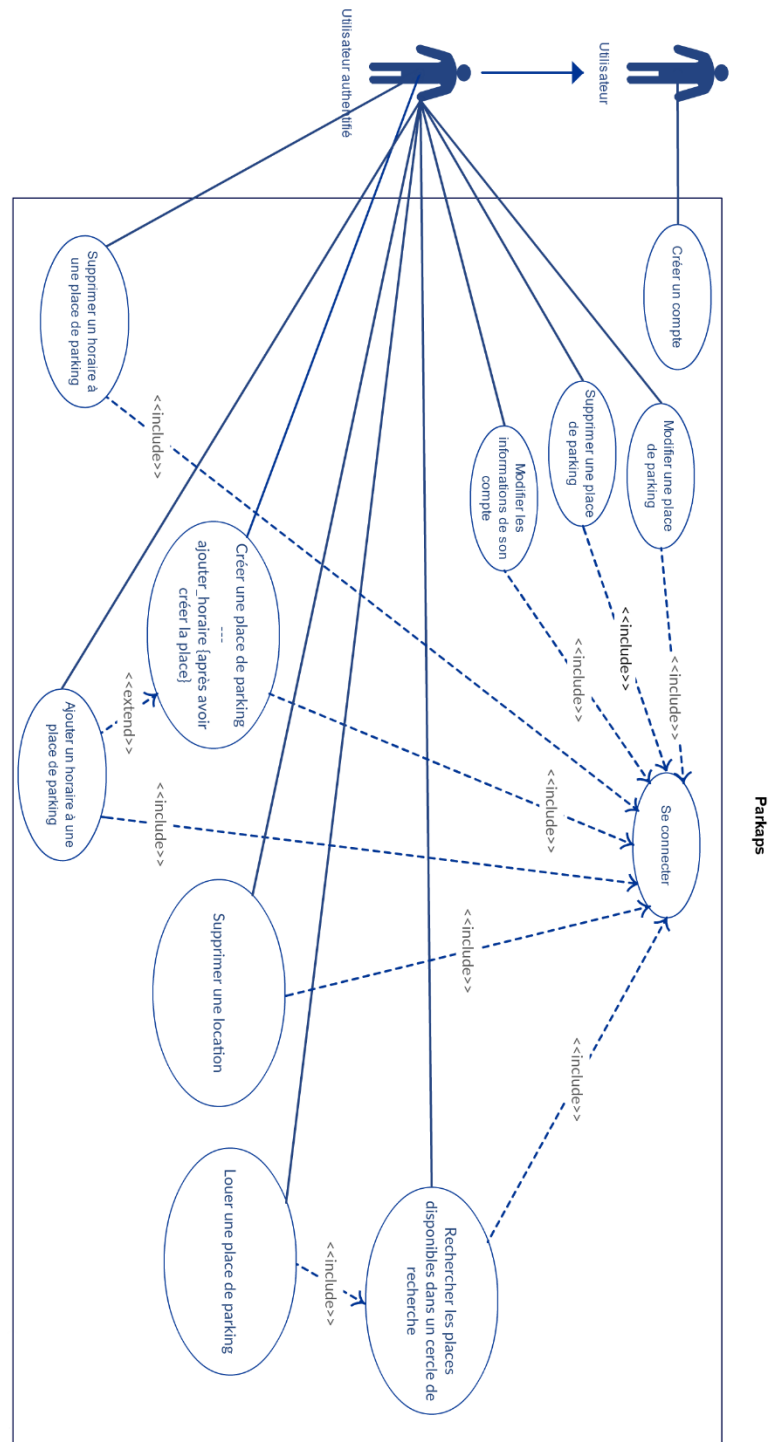 Parkaps
Utilisateur
Utilisateur authentifié
Créer un compte
Modifier une place
de parking
Supprimer une place
de parking
Modifier les
informations de son
compte
Se connecter
<<include>>
<<include>>
<<include>>
Supprimer un horaire à
une place de parking
<<include>>
Créer une place de parking
---
ajouter_horaire {après avoir
créer la place}
<<include>>
<<extend>>
Ajouter un horaire à une
place de parking
<<include>>
Supprimer une location
<<include>>
Rechercher les places
disponibles dans un cercle de
recherche
<<include>>
Louer une place de parking
<<include>>